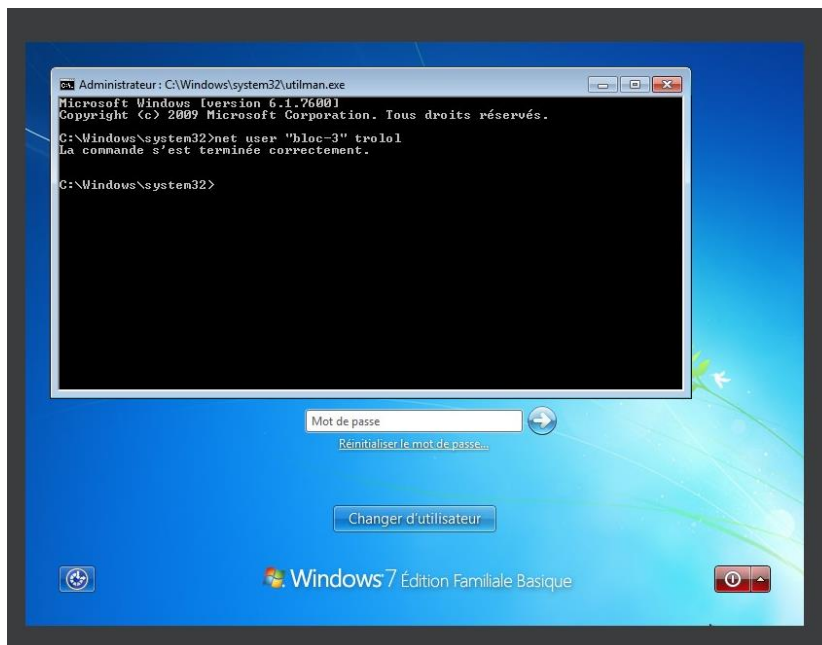 Administrateur : C:\Windows\system32\utilman.exe
Microsoft Windows [version 6.1.7600]
Copyright (c) 2009 Microsoft Corporation. Tous droits réservés.
C:\Windows\system32>net user "bloc-3" trolol
La commande s'est terminée correctement.
C:\Windows\system32>
Mot de passe
Réinitialiser le mot de passe...
Changer d'utilisateur
Windows 7 Édition Familiale Basique